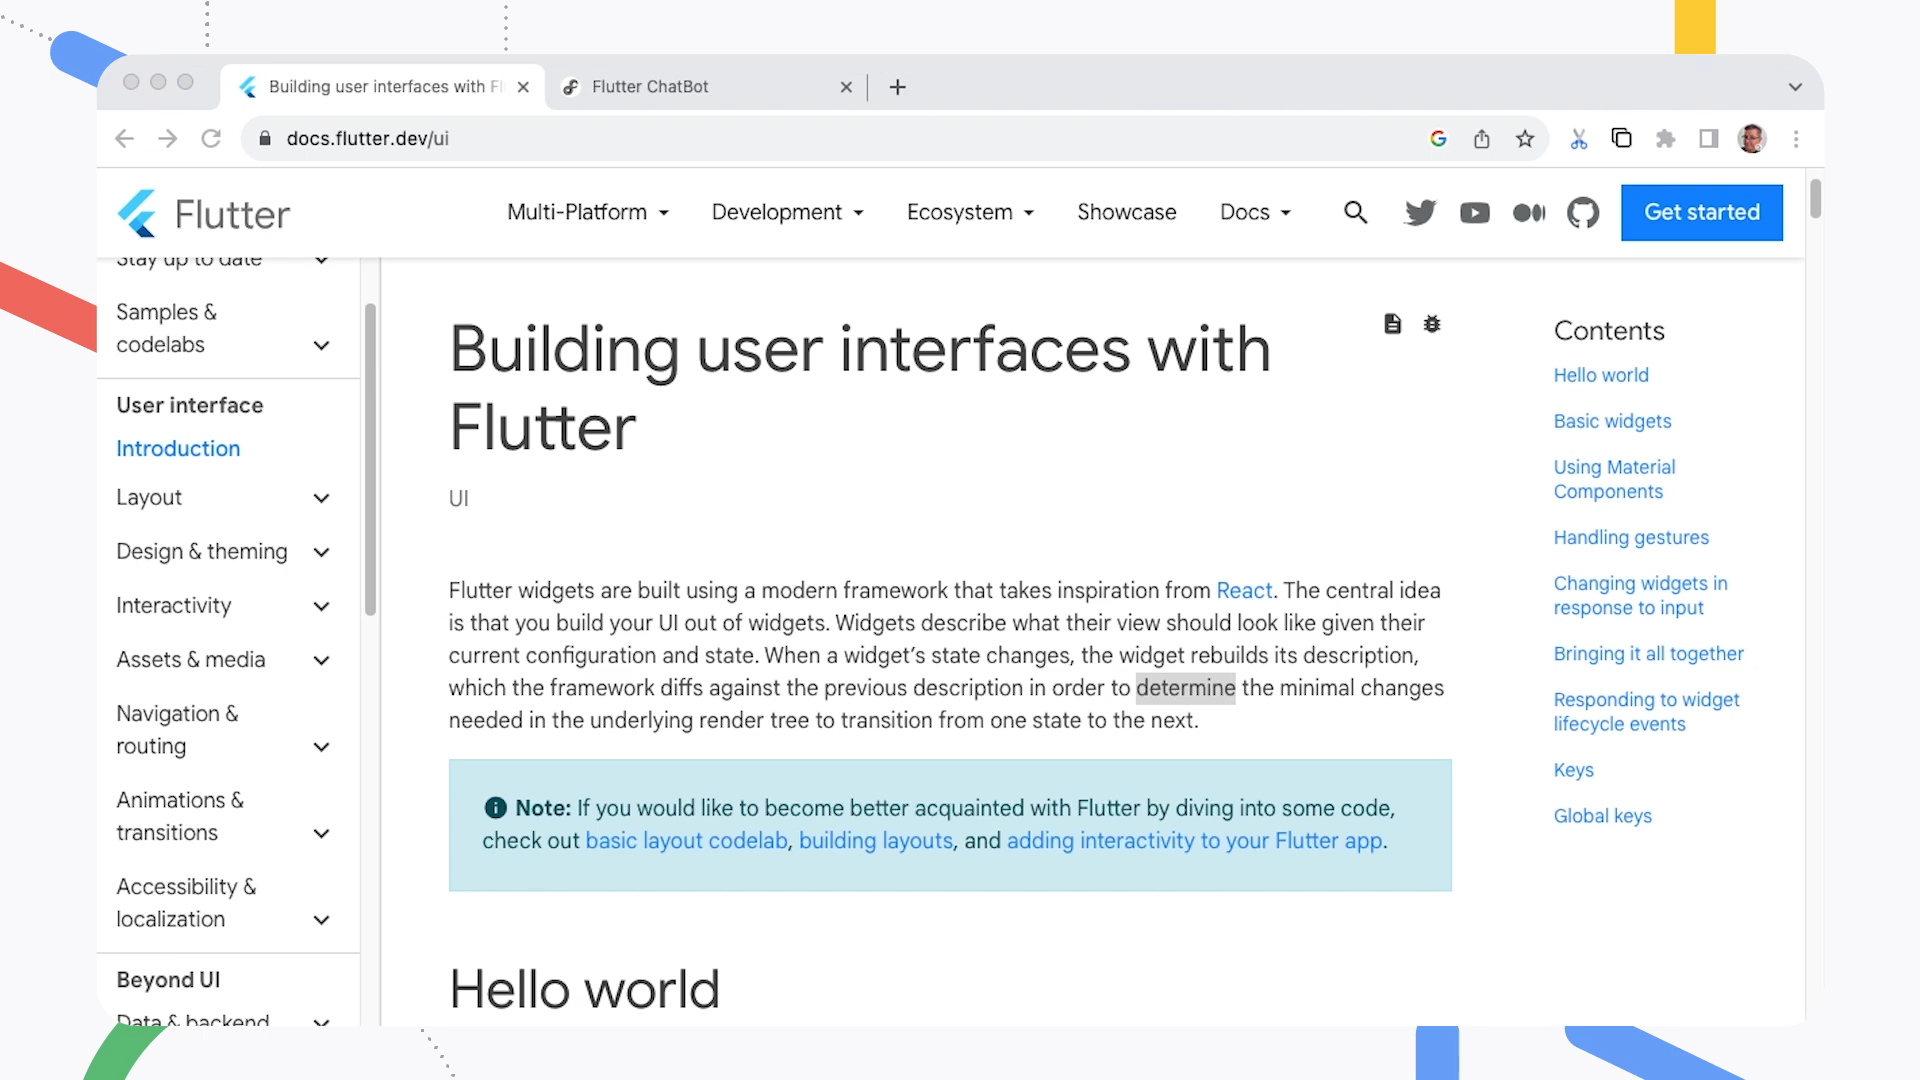 Building user interfaces with Fl
Flutter ChatBot
docs.flutter.dev/ui
Flutter
Multi-Platform
Development
Ecosystem
Showcase
Docs
Get started
Stay up to date
Samples &
codelabs
User interface
Introduction
Layout
Design & theming
Interactivity
Assets & media
Navigation &
routing
Animations &
transitions
Accessibility &
localization
Beyond UI
Data & backend
Building user interfaces with
Flutter
UI
Flutter widgets are built using a modern framework that takes inspiration from React. The central idea
is that you build your UI out of widgets. Widgets describe what their view should look like given their
current configuration and state. When a widget’s state changes, the widget rebuilds its description,
which the framework diffs against the previous description in order to determine the minimal changes
needed in the underlying render tree to transition from one state to the next.
Note: If you would like to become better acquainted with Flutter by diving into some code,
check out basic layout codelab, building layouts, and adding interactivity to your Flutter app.
Hello world
Contents
Hello world
Basic widgets
Using Material
Components
Handling gestures
Changing widgets in
response to input
Bringing it all together
Responding to widget
lifecycle events
Keys
Global keys